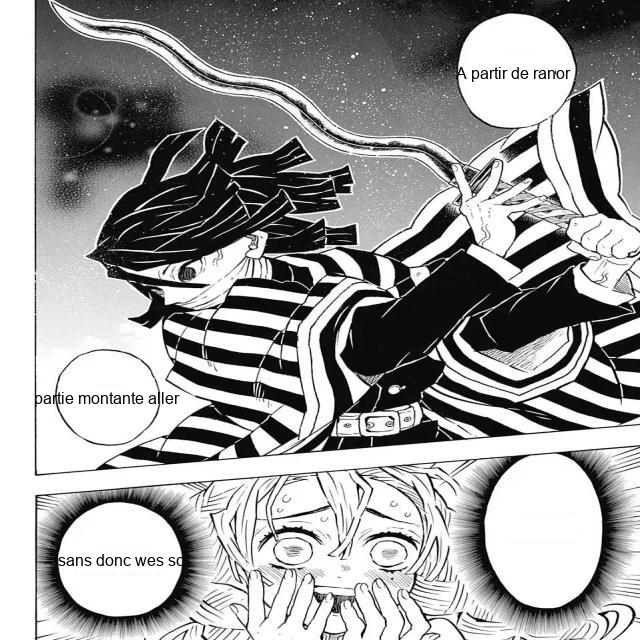 A partir de ranor
partie montante aller
sans donc wes so